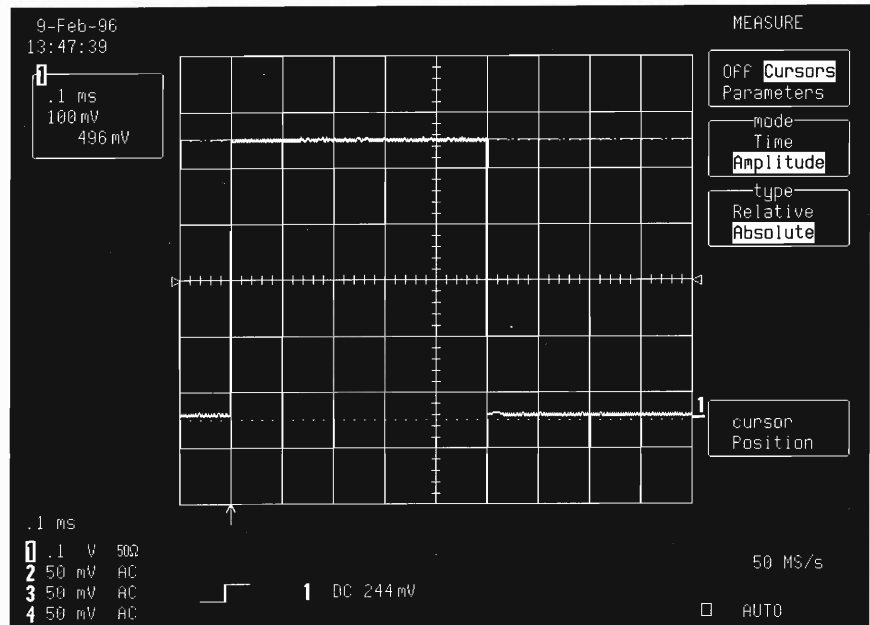 9-Feb-96
13:47:39
1
.1 ms
100 mV
496 mV
MEASURE
Off Cursors
Parameters
mode
Time
Amplitude
type
Relative
Absolute
1
cursor
Position
.1 ms
1 .1 V 50Ω
2 50 mV AC
3 50 mV AC
4 50 mV AC
1 DC 244 mV
50 MS/s
AUTO